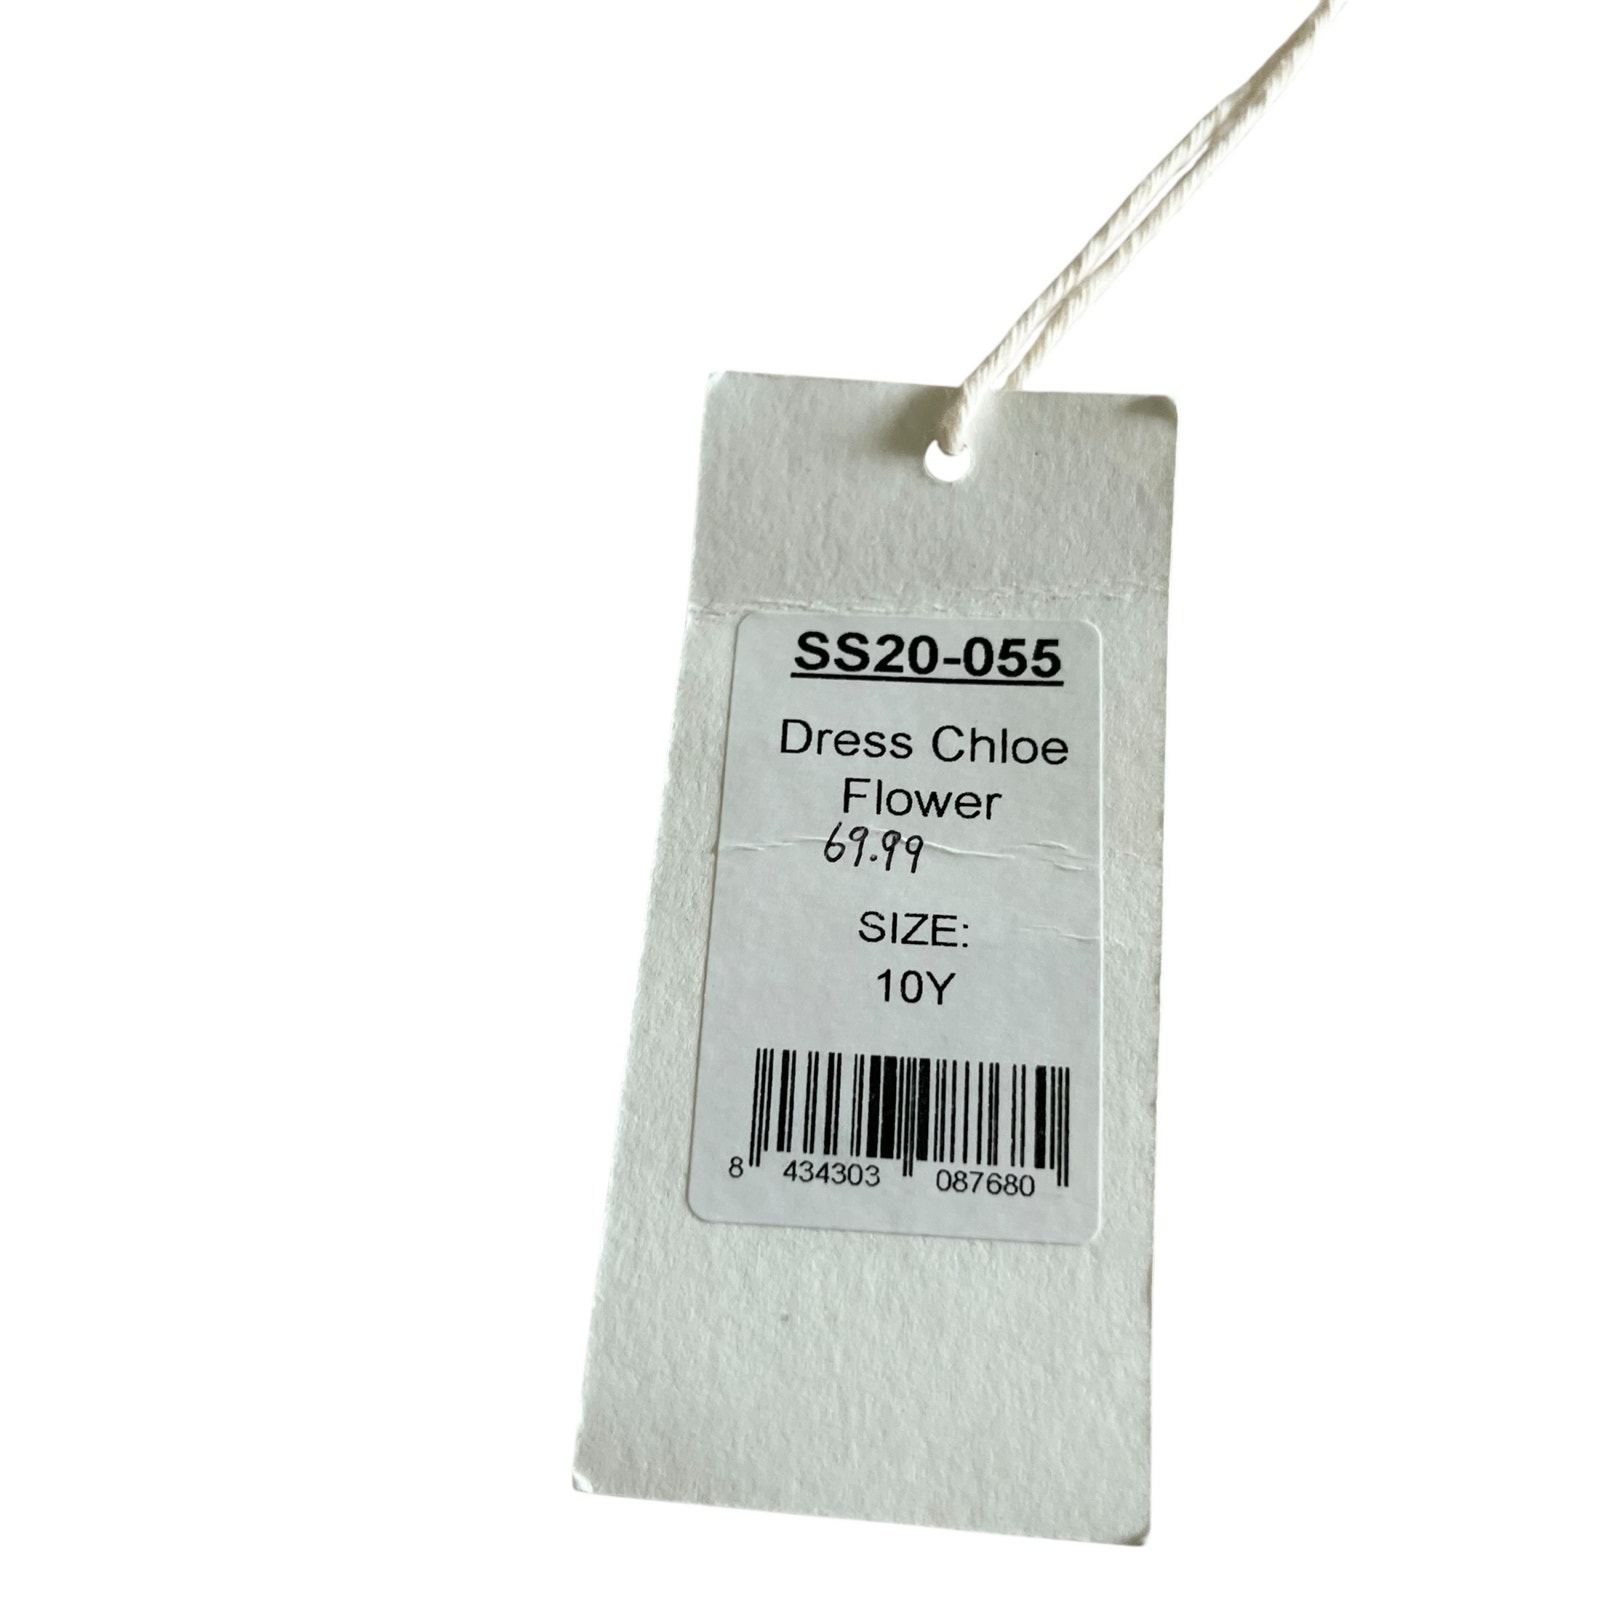 SS20-055
Dress Chloe
Flower
69.99
SIZE:
10Y
8 434303 087680